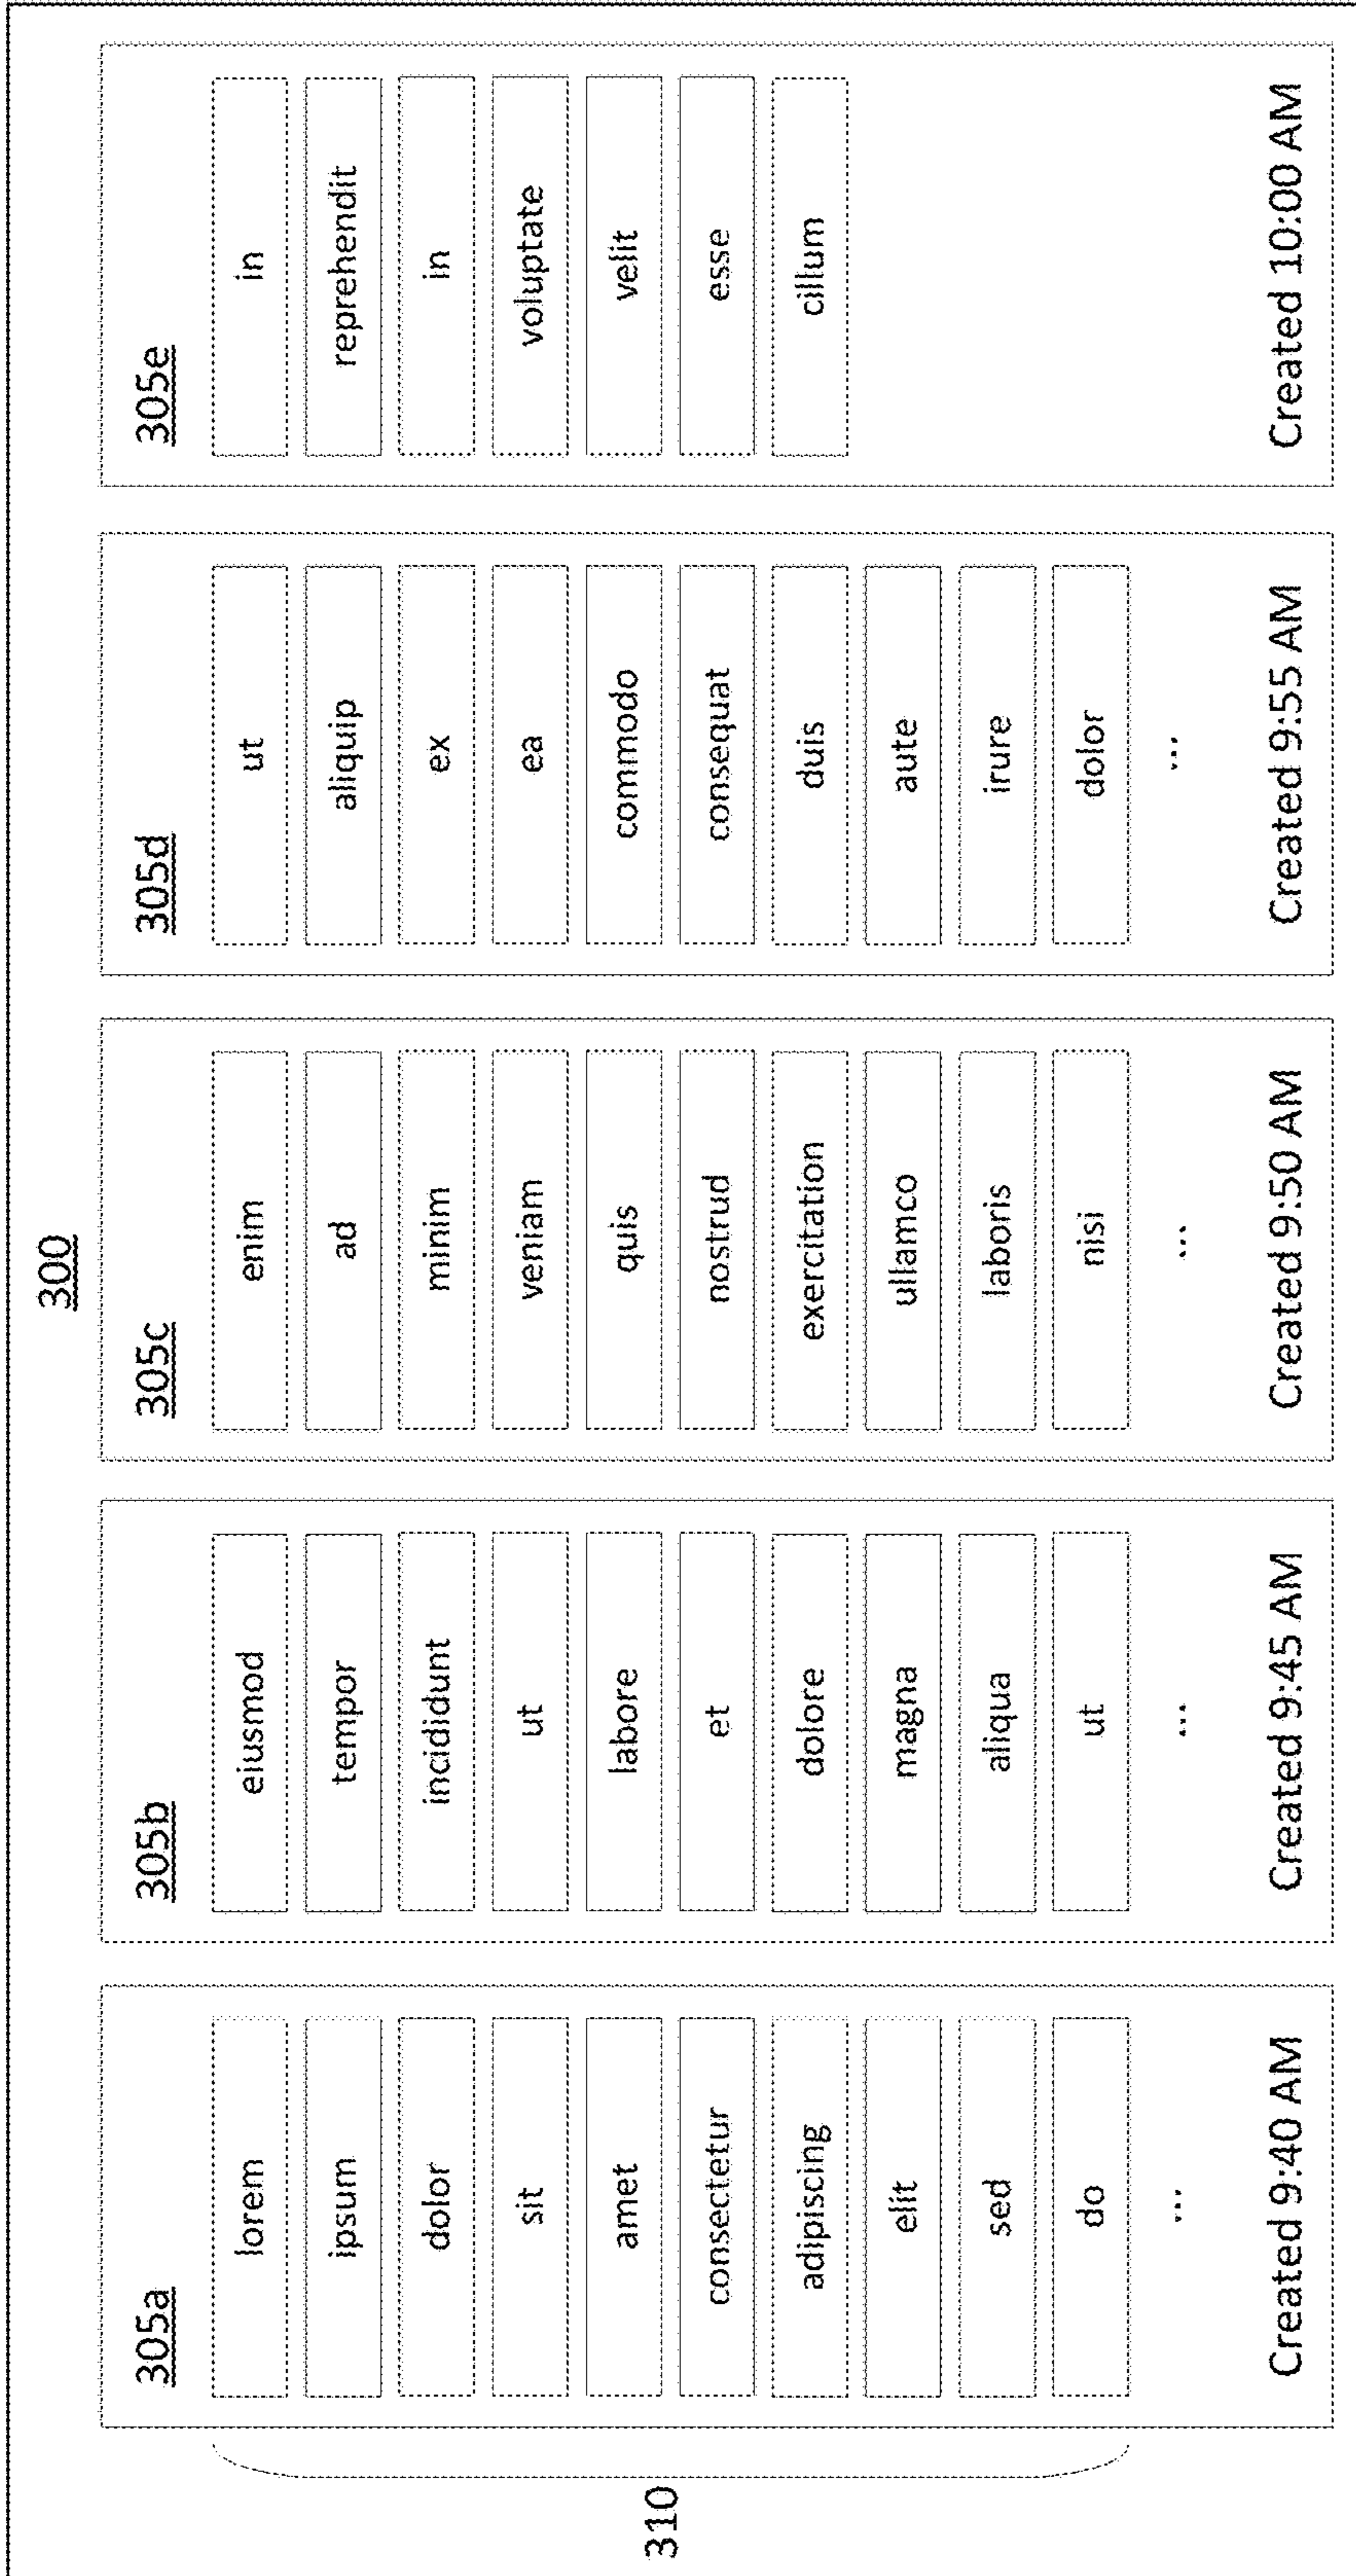 300
305a
lorem
ipsum
dolor
sit
amet
consectetur
adipiscing
elit
sed
do
...
Created 9:40 AM
305b
eiusmod
tempor
incididunt
ut
labore
et
dolore
magna
aliqua
ut
...
Created 9:45 AM
305c
enim
ad
minim
veniam
quis
nostrud
exercitation
ullamco
laboris
nisi
...
Created 9:50 AM
305d
ut
aliquip
ex
ea
commodo
consequat
duis
aute
irure
dolor
...
Created 9:55 AM
305e
in
reprehendit
in
voluptate
velit
esse
cillum
Created 10:00 AM
310